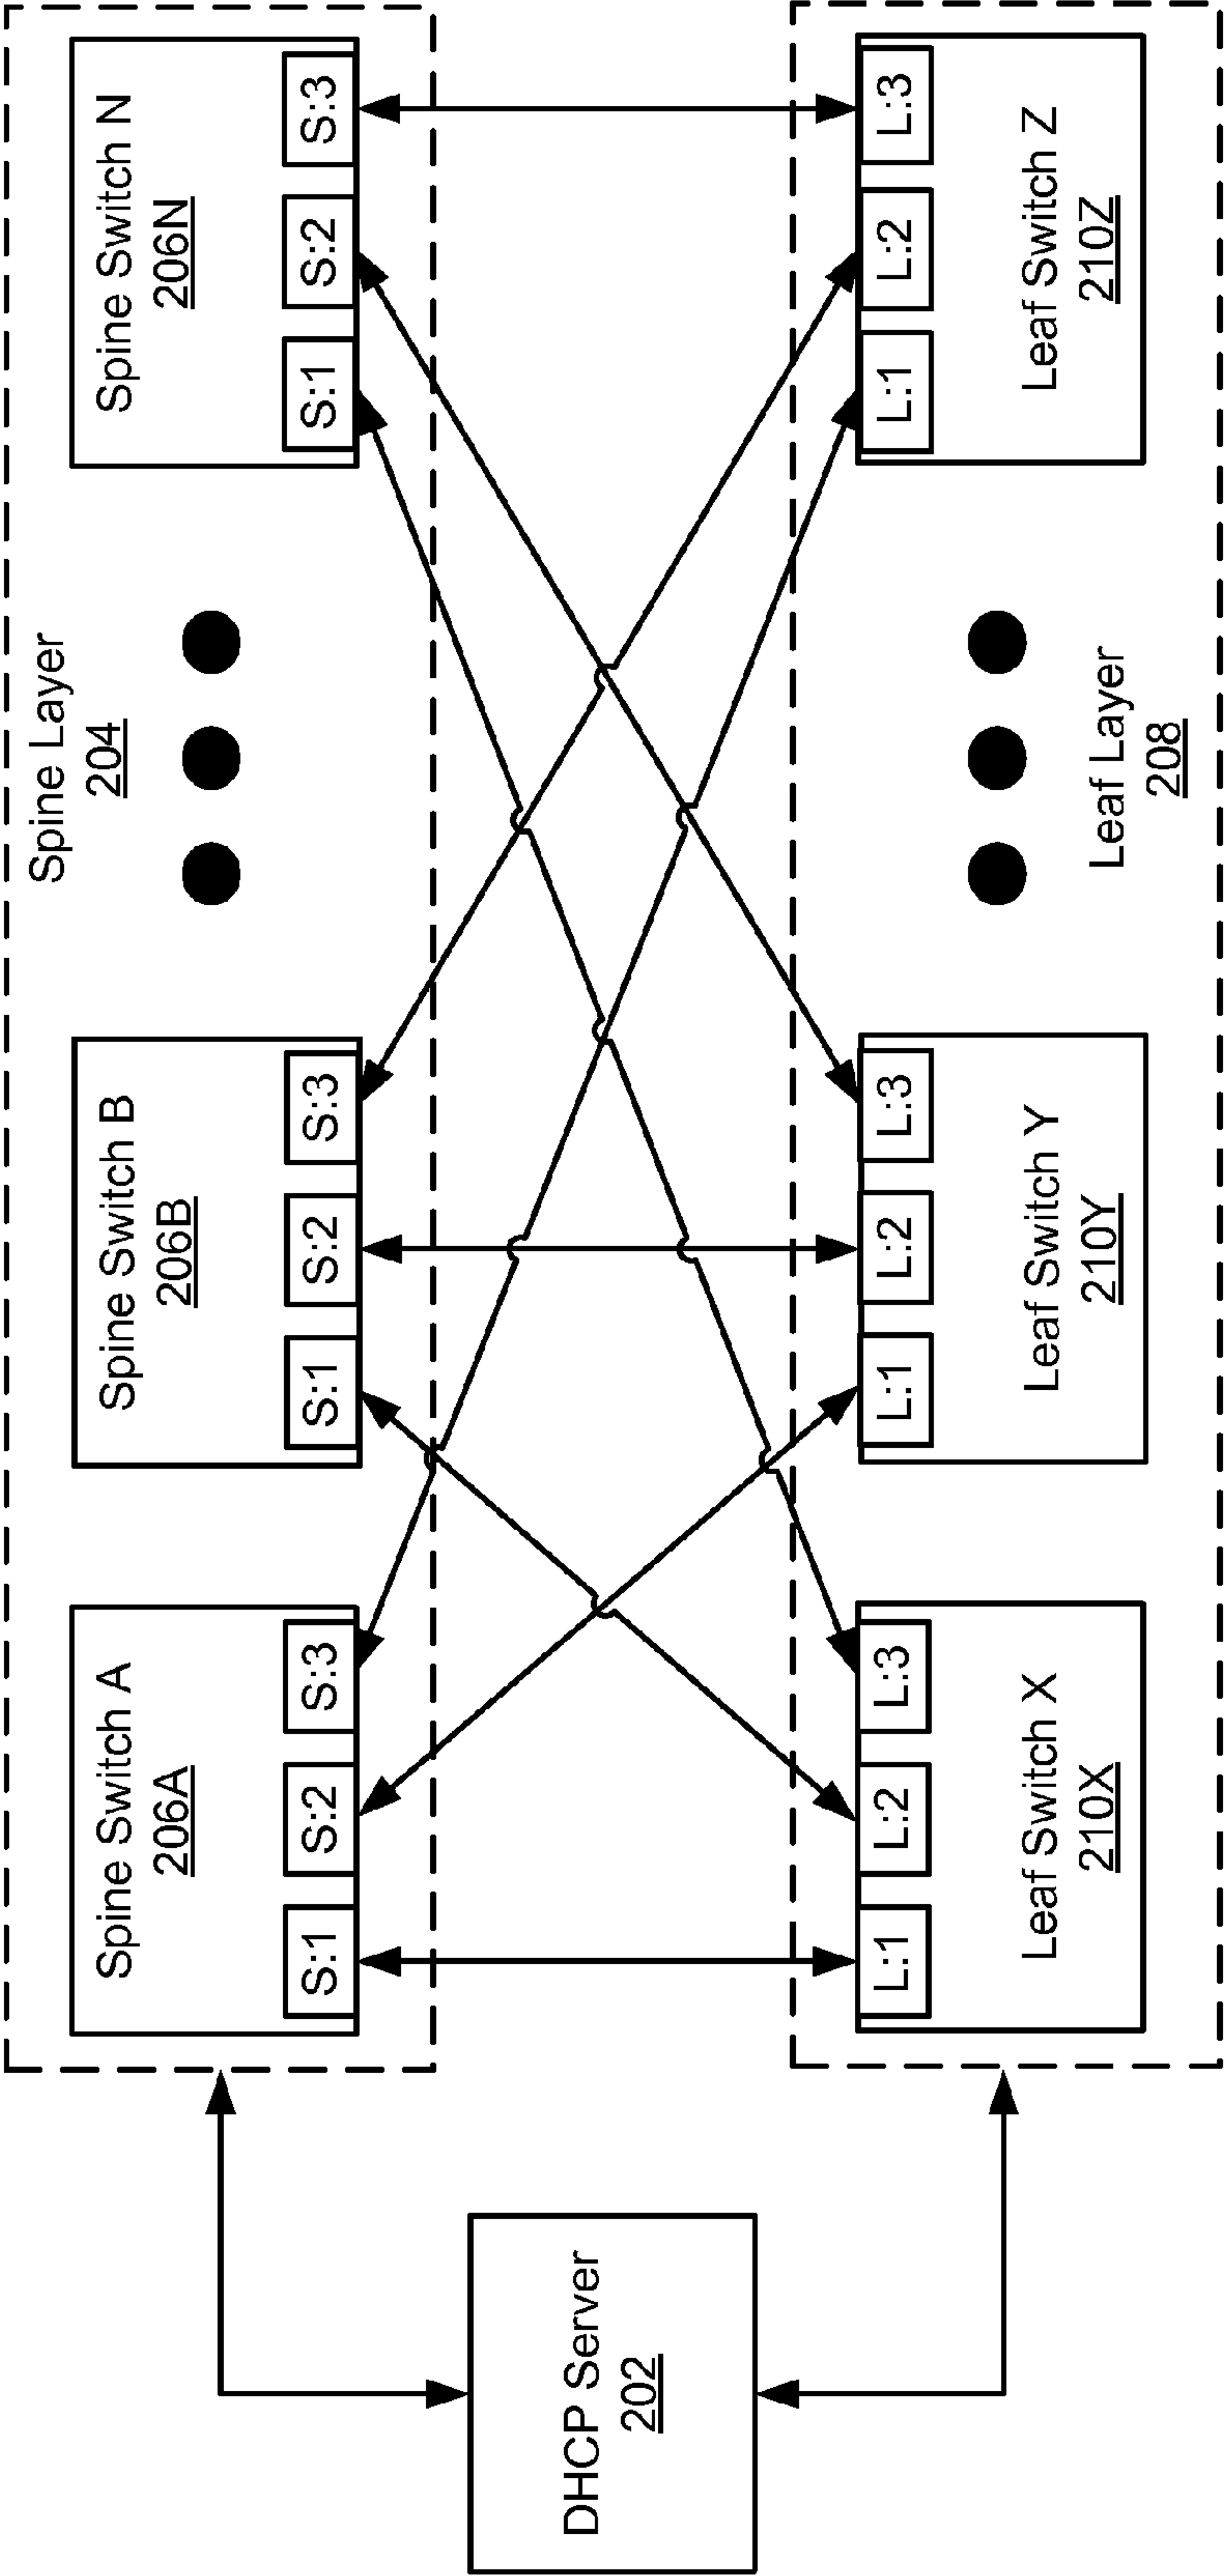 Spine Layer
204
Spine Switch A
206A
S:1
S:2
S:3
Spine Switch B
206B
S:1
S:2
S:3
Spine Switch N
206N
S:1
S:2
S:3
DHCP Server
202
L:1
L:2
L:3
Leaf Switch X
210X
L:1
L:2
L:3
Leaf Switch Y
210Y
L:1
L:2
L:3
Leaf Switch Z
210Z
Leaf Layer
208